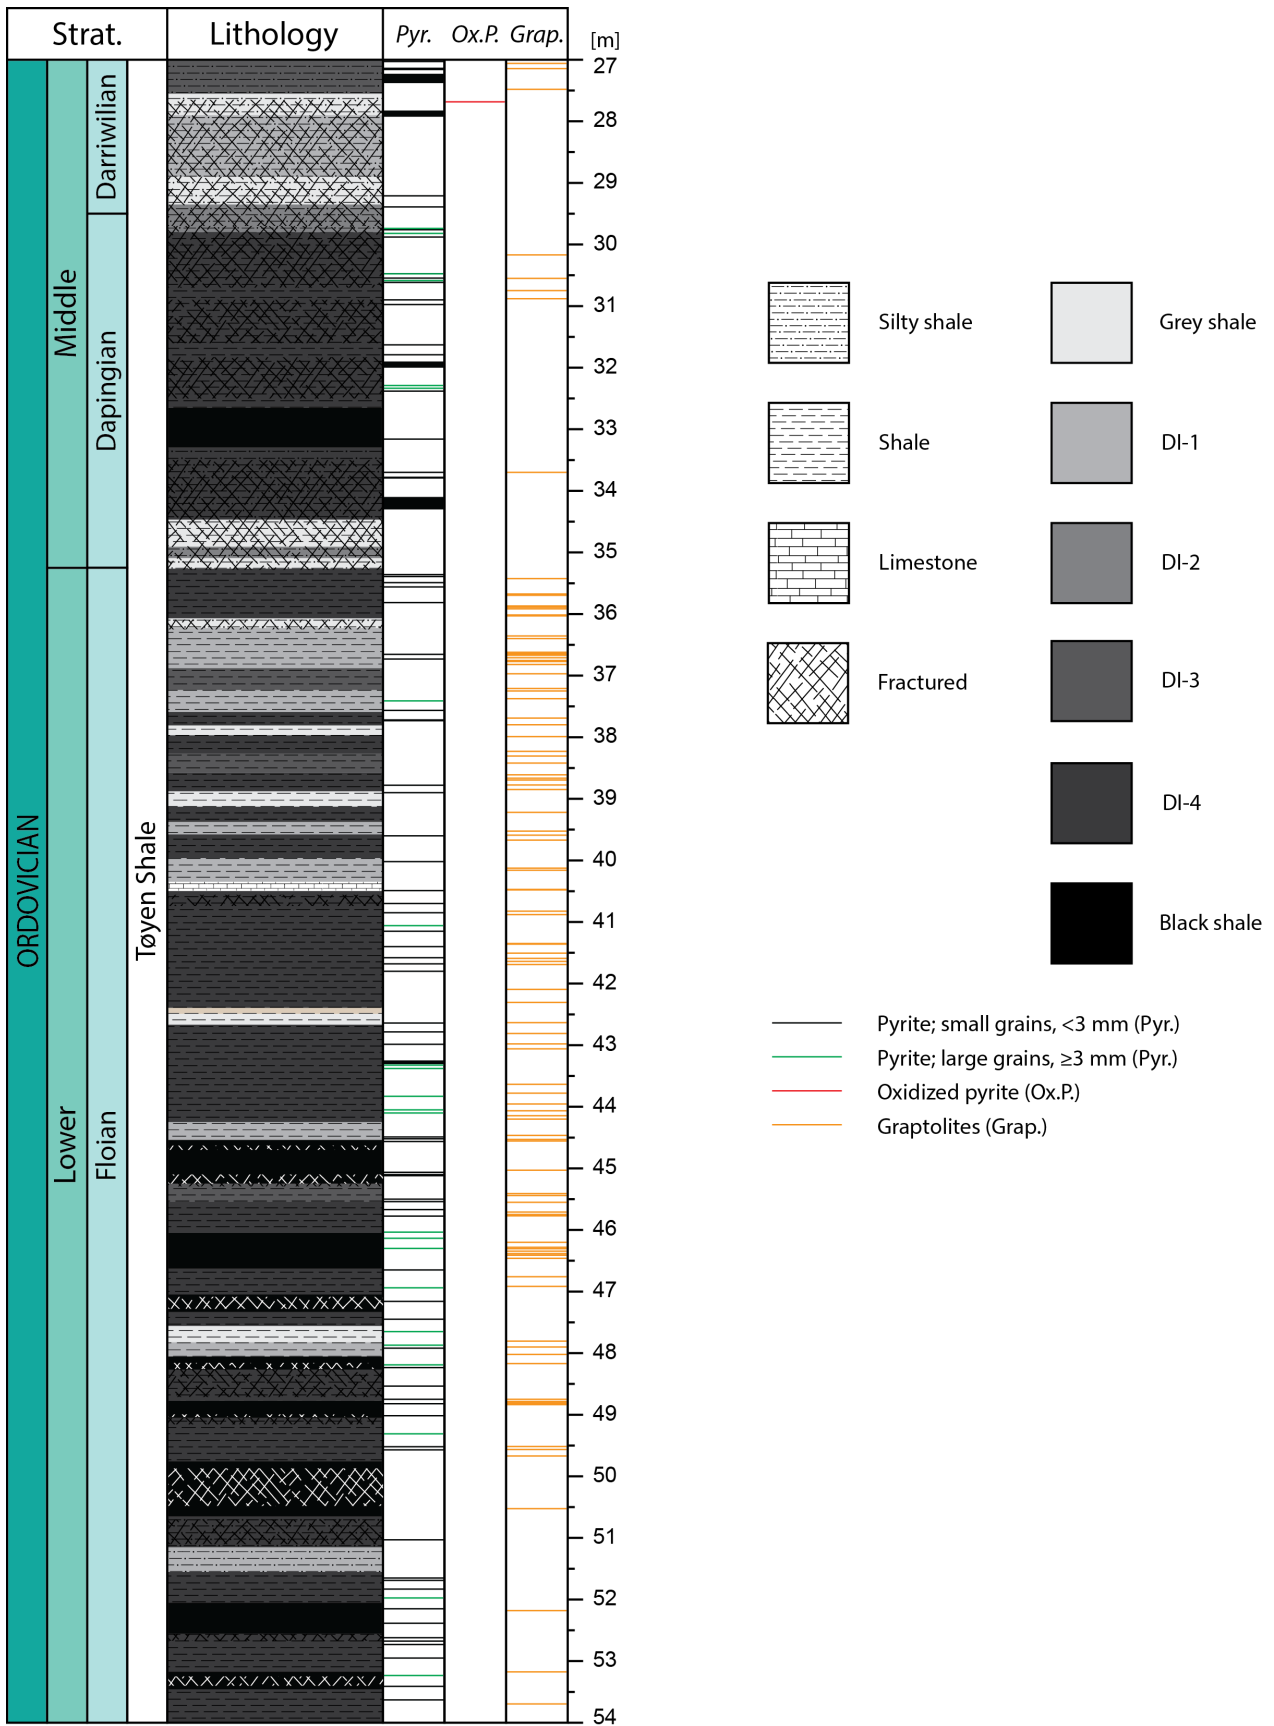 Strat.
Lithology
Pyr.
Ox.P.
Grap.
[m]
ORDOVICIAN
Middle
Lower
Darriwilian
Dapingian
Floian
Tøyen Shale
27
28
29
30
31
32
33
34
35
36
37
38
39
40
41
42
43
44
45
46
47
48
49
50
51
52
53
54
Silty shale
Grey shale
Shale
DI-1
Limestone
DI-2
Fractured
DI-3
DI-4
Black shale
Pyrite; small grains, <3 mm (Pyr.)
Pyrite; large grains, ≥3 mm (Pyr.)
Oxidized pyrite (Ox.P.)
Graptolites (Grap.)